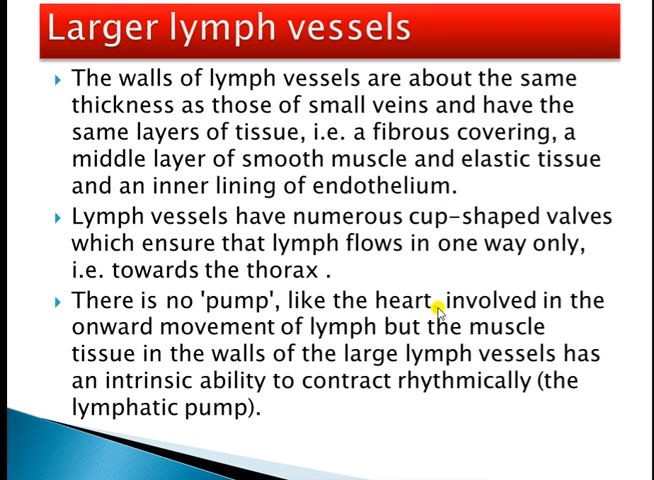 Larger lymph vessels
The walls of lymph vessels are about the same
thickness as those of small veins and have the
same layers of tissue, i.e. a fibrous covering, a
middle layer of smooth muscle and elastic tissue
and an inner lining of endothelium.
Lymph vessels have numerous cup-shaped valves
which ensure that lymph flows in one way only,
i.e. towards the thorax .
There is no 'pump', like the heart, involved in the
onward movement of lymph but the muscle
tissue in the walls of the large lymph vessels has
an intrinsic ability to contract rhythmically (the
lymphatic pump).